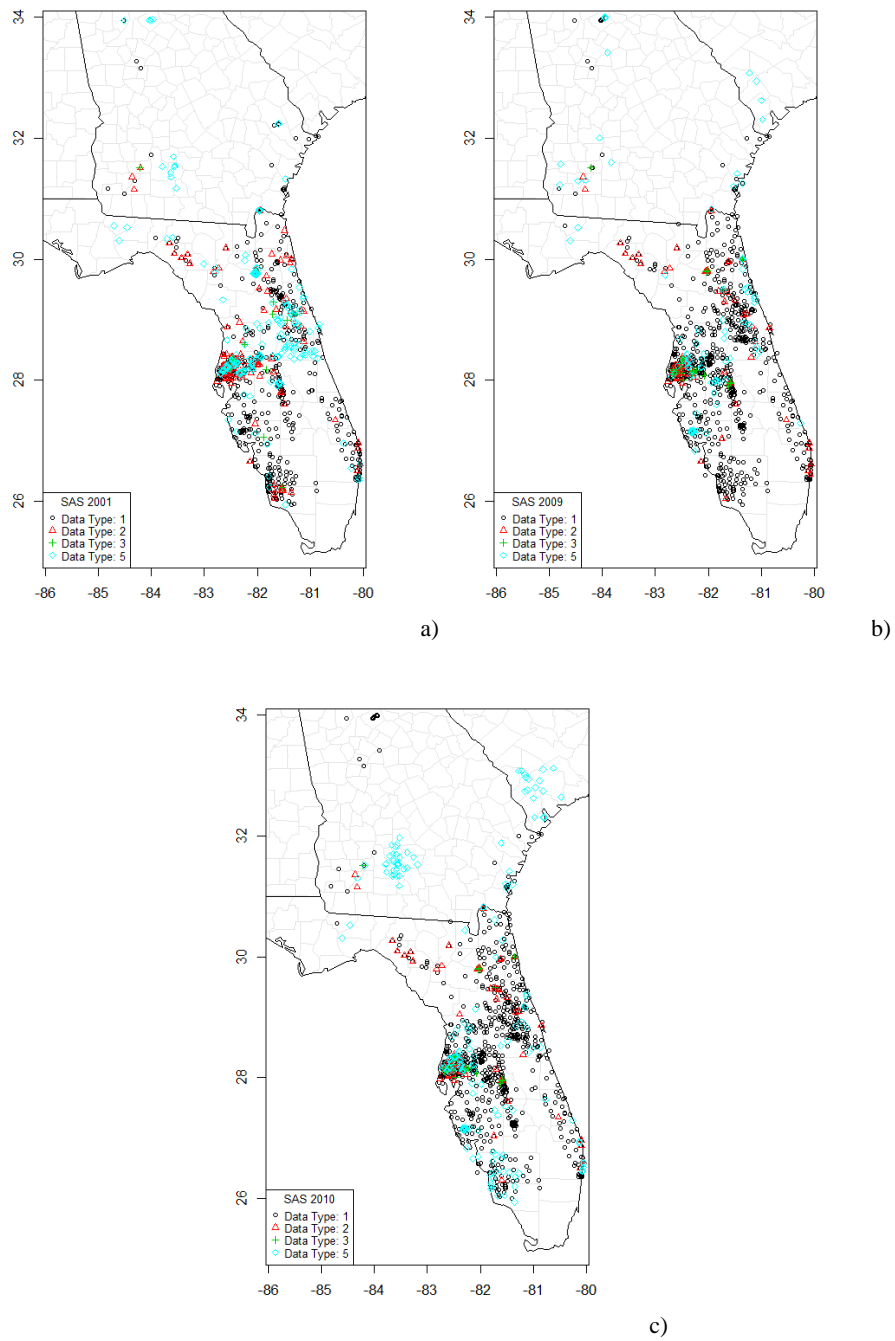 34
32
30
28
26
SAS 2001
Data Type: 1
Data Type: 2
Data Type: 3
Data Type: 5
-86 -85 -84 -83 -82 -81 -80
a)
34
32
30
28
26
SAS 2009
Data Type: 1
Data Type: 2
Data Type: 3
Data Type: 5
-86 -85 -84 -83 -82 -81 -80
b)
34
32
30
28
26
SAS 2010
Data Type: 1
Data Type: 2
Data Type: 3
Data Type: 5
-86 -85 -84 -83 -82 -81 -80
c)